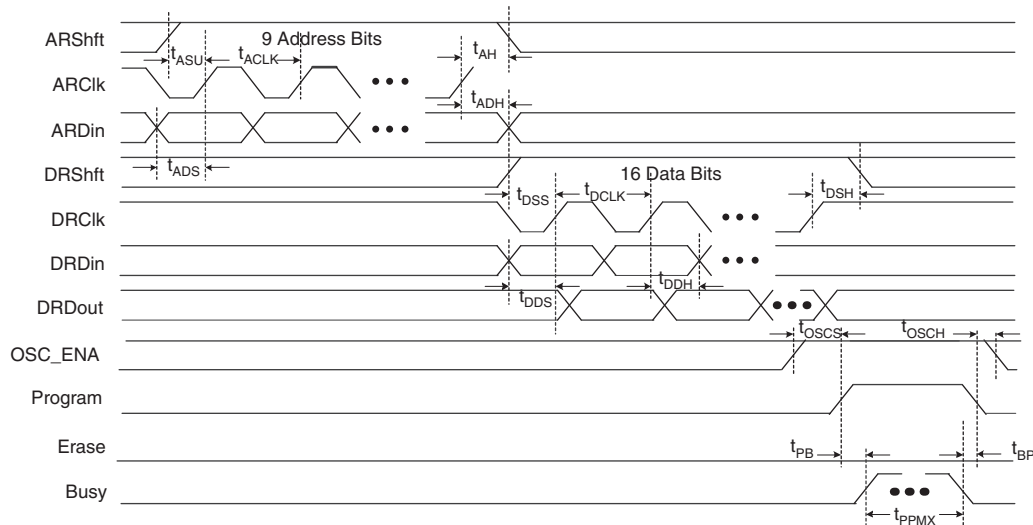 ARShft
9 Address Bits
tASU
tACLK
tAH
ARClk
tADH
ARDin
tADS
DRShft
16 Data Bits
tDSS
tDCLK
tDSH
DRClk
DRDin
tDDS
tDDH
DRDout
tOSCS
tOSCH
OSC_ENA
Program
Erase
tPB
tBP
Busy
tPPMX